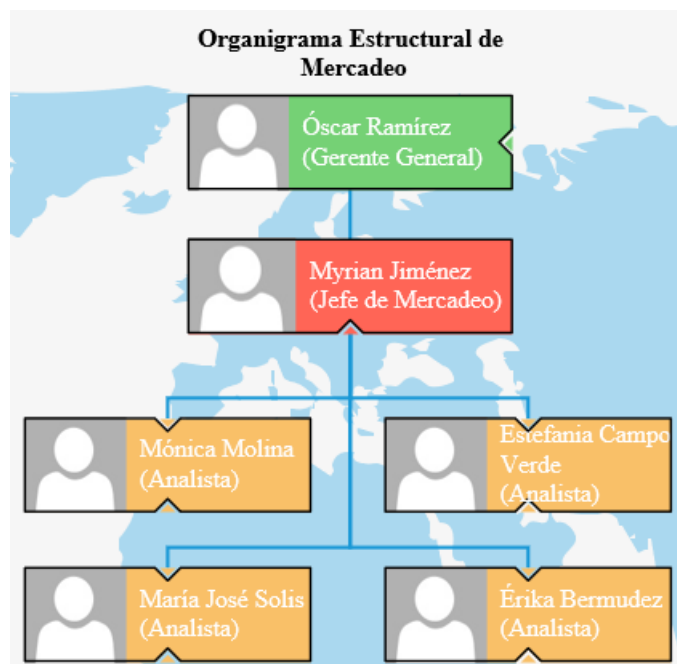 Organigrama Estructural de
Mercadeo
Óscar Ramírez
(Gerente General)
Myrian Jiménez
(Jefe de Mercadeo)
Mónica Molina
(Analista)
Estefania Campo
Verde
(Analista)
María José Solis
(Analista)
Érika Bermudez
(Analista)